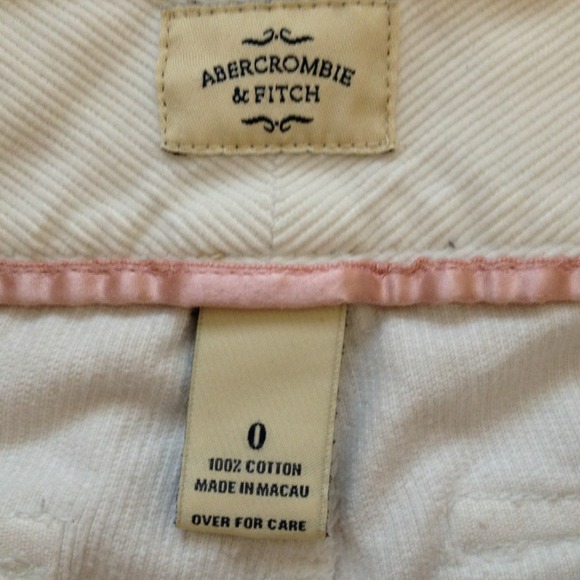 ABERCROMBIE
& FITCH
0
100% COTTON
MADE IN MACAU
OVER FOR CARE